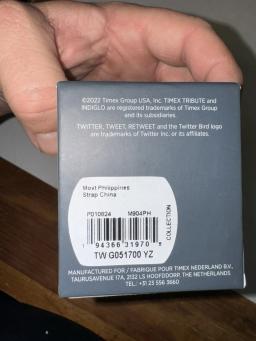 ©2022 Timex Group USA, Inc. TIMEX TRIBUTE and
INDIGLO are registered trademarks of Timex Group
and its subsidiaries.
TWITTER, TWEET, RETWEET and the Twitter Bird logo
are trademarks of Twitter Inc. or its affiliates.
Movt Philippines
Strap China
P010824 M904PH
1 94366 31970 8
TW G051700 YZ
COLLECTION
MANUFACTURED FOR / FABRIQUE POUR TIMEX NEDERLAND B.V.,
TAURUSAVENUE 17A, 2132 LS HOOFDDORP, THE NETHERLANDS
TEL.: +31 23 556 3660